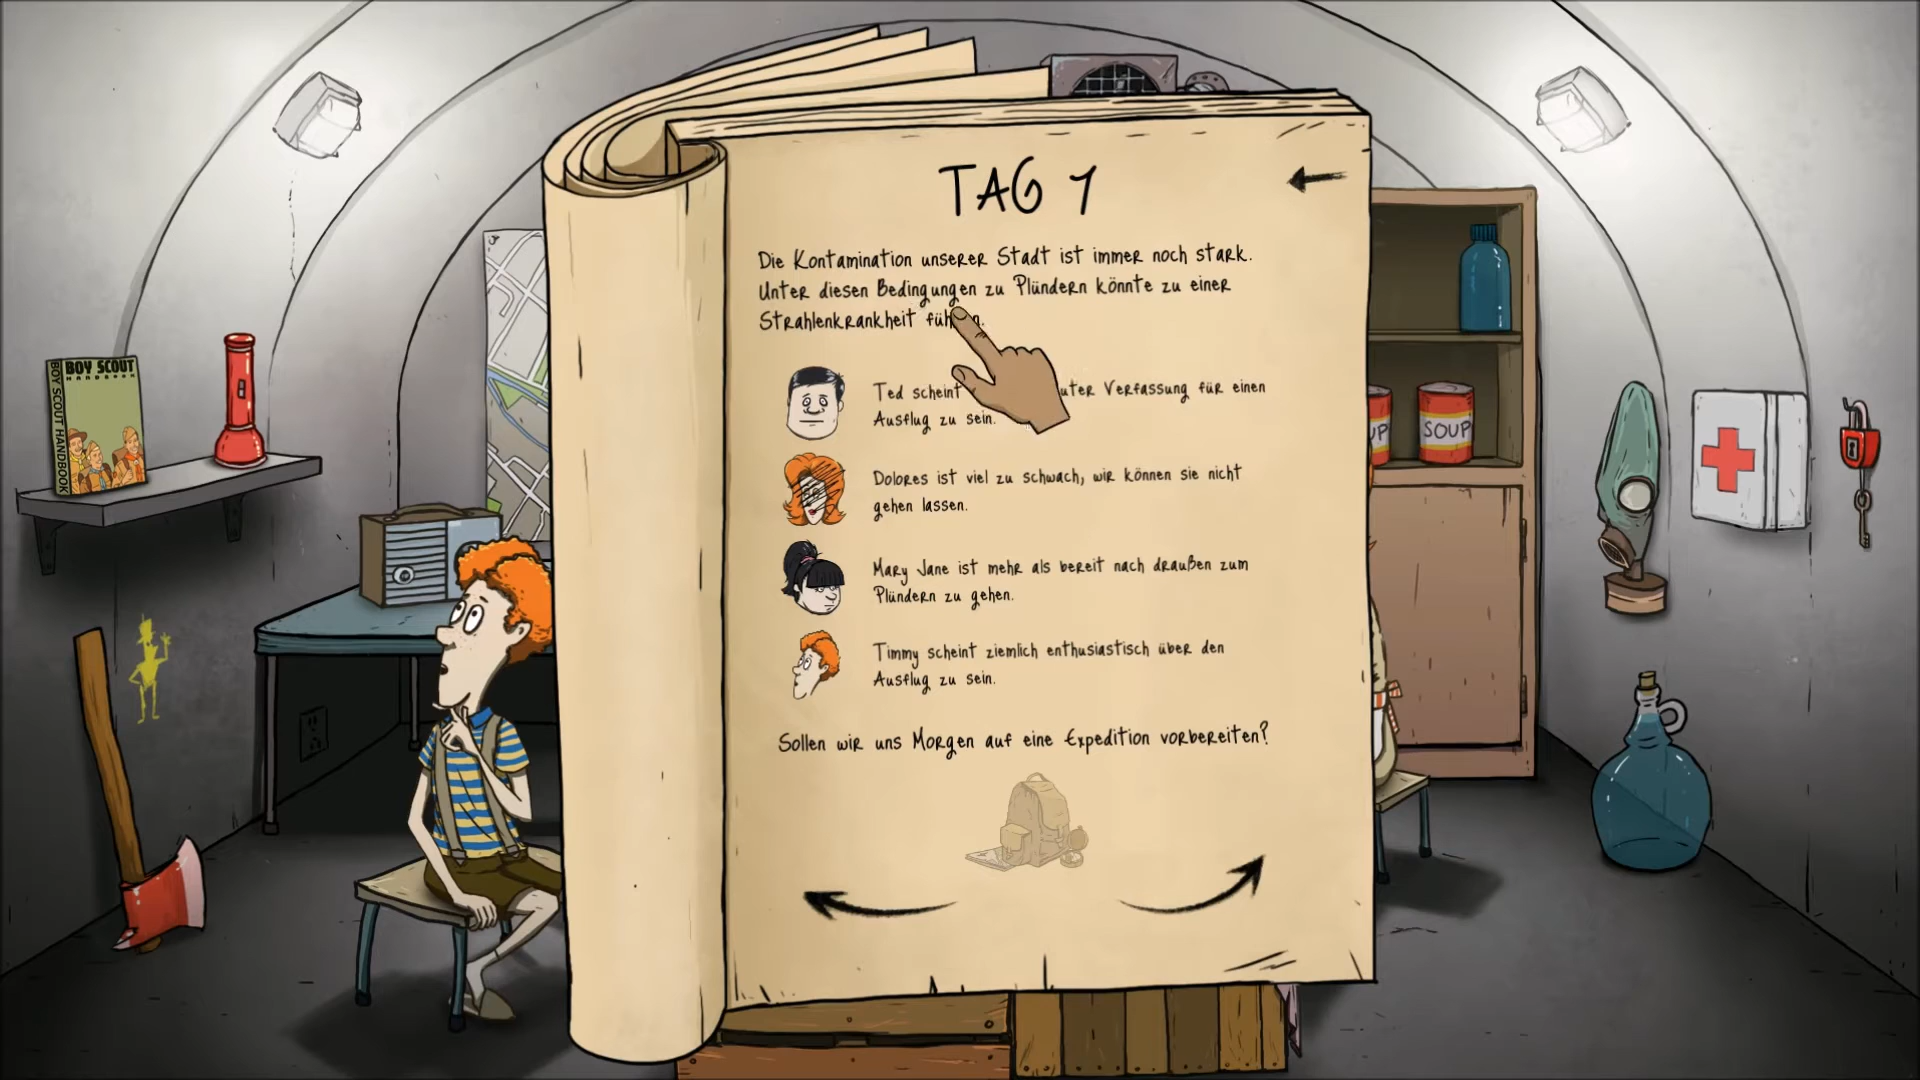 TAG 7
Die Kontamination unserer Stadt ist immer noch stark.
Unter diesen Bedingungen zu Plündern könnte zu einer
Strahlenkrankheit
Ted scheint Verfassung für einen
Ausflug zu sein.
Dolores ist viel zu schwach, wir können sie nicht
gehen lassen.
Mary Jane ist mehr als bereit nach draußen zum
Plündern zu gehen.
Timmy scheint ziemlich enthusiastisch über den
Ausflug zu sein.
Sollen wir uns Morgen auf eine Expedition vorbereiten?
BOY SCOUT
HANDBOOK
BOY SCOUT HANDBOOK
SOUP